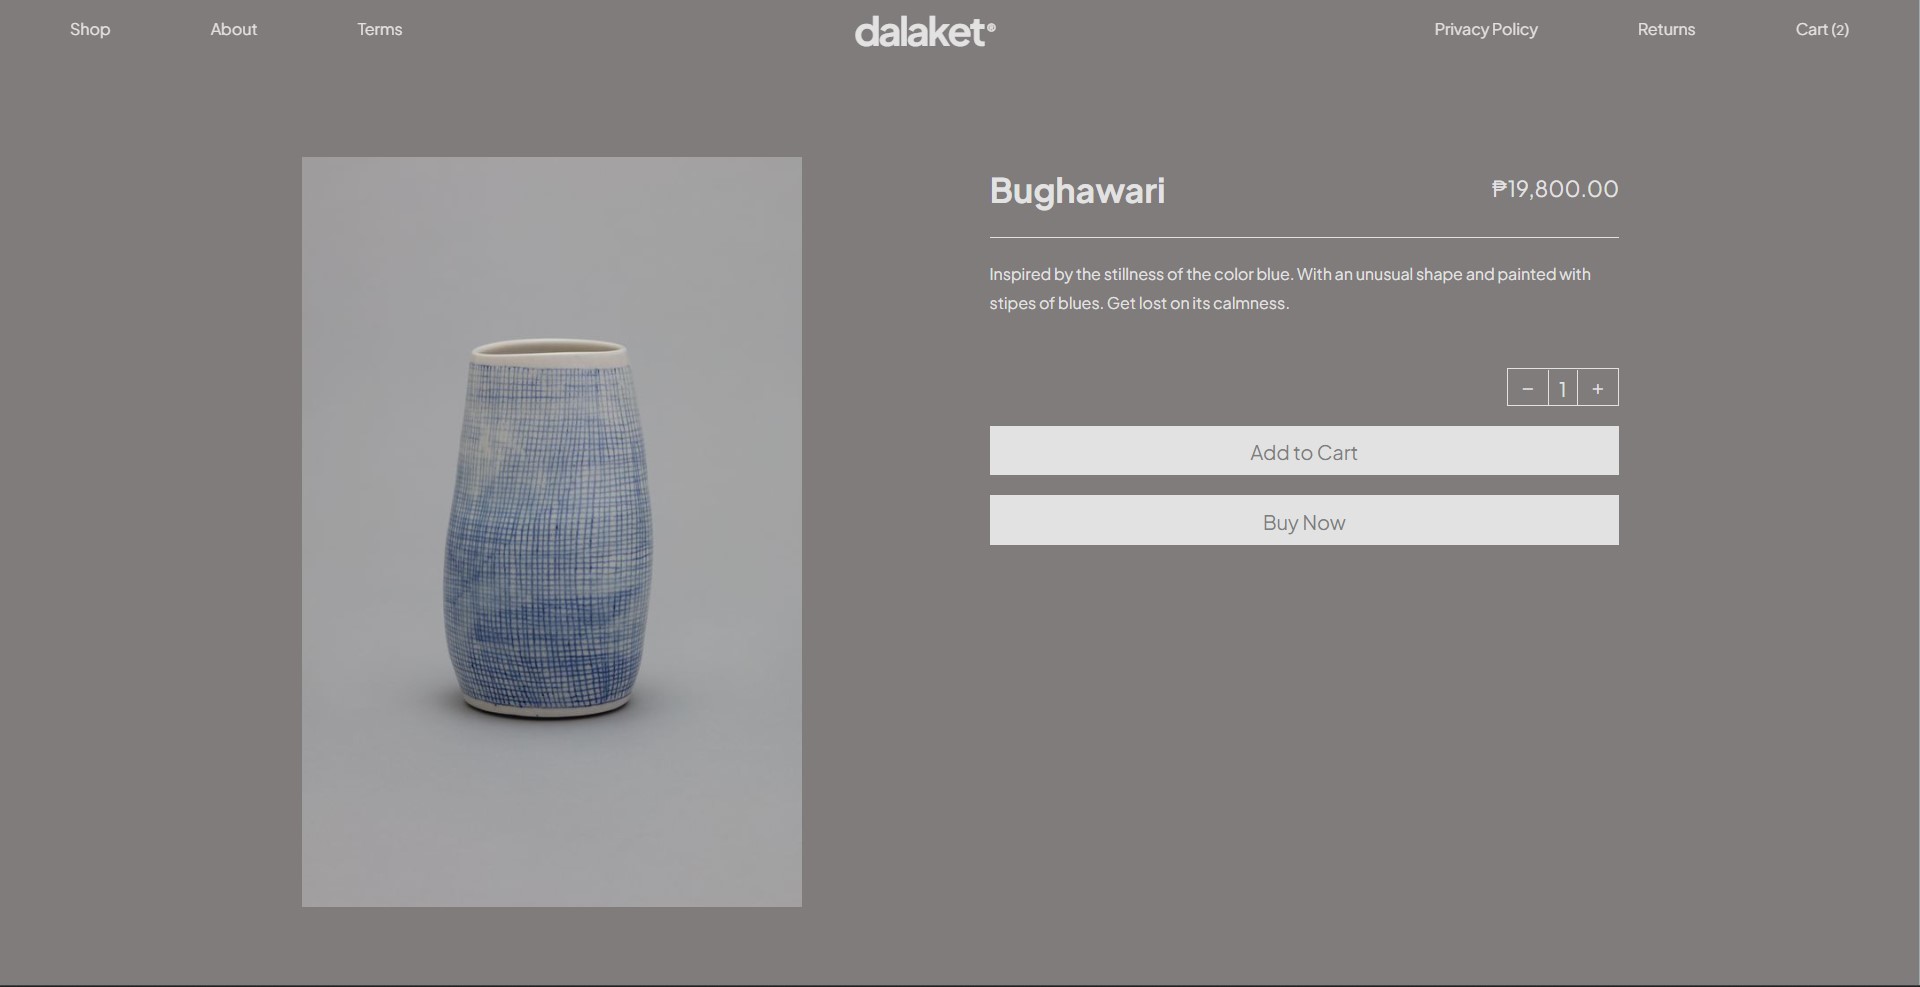 Shop About Terms dalaket® Privacy Policy Returns Cart (2)
Bughawari ₱19,800.00
Inspired by the stillness of the color blue. With an unusual shape and painted with
stipes of blues. Get lost on its calmness.
− 1 +
Add to Cart
Buy Now